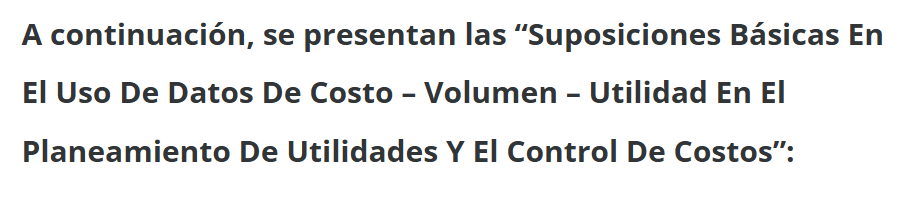 A continuación, se presentan las “Suposiciones Básicas En
El Uso De Datos De Costo – Volumen – Utilidad En El
Planeamiento De Utilidades Y El Control De Costos”: